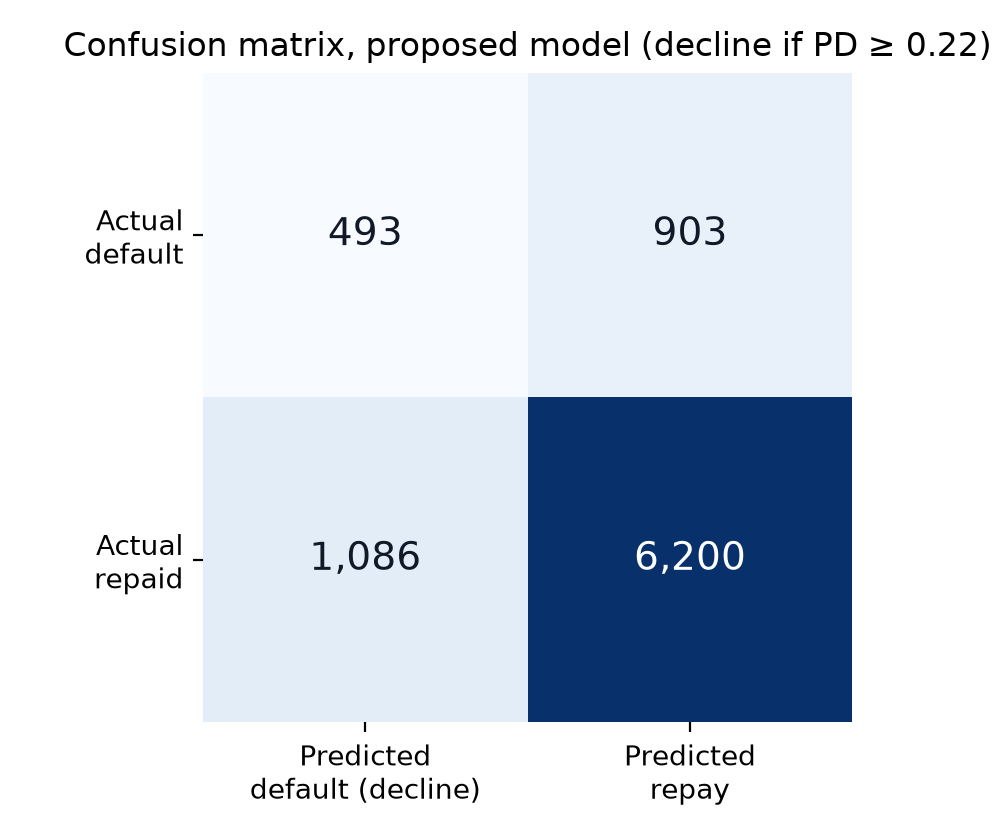 Confusion matrix, proposed model (decline if PD ≥ 0.22)
Actual
default
493
903
Actual
repaid
1,086
6,200
Predicted
default (decline)
Predicted
repay